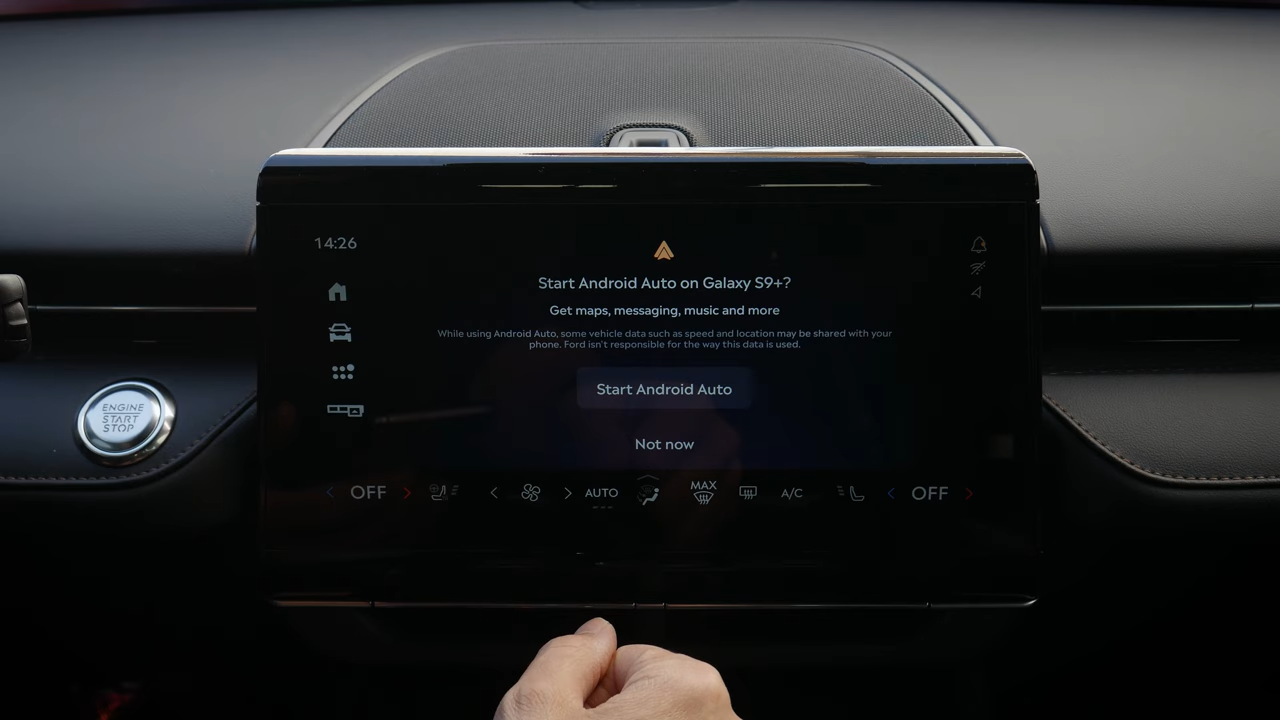 14:26
Start Android Auto on Galaxy S9+?
Get maps, messaging, music and more
While using Android Auto, some vehicle data such as speed and location may be shared with your
phone. Ford isn't responsible for the way this data is used.
Start Android Auto
ENGINE
START
STOP
Not now
OFF
AUTO
MAX
A/C
OFF